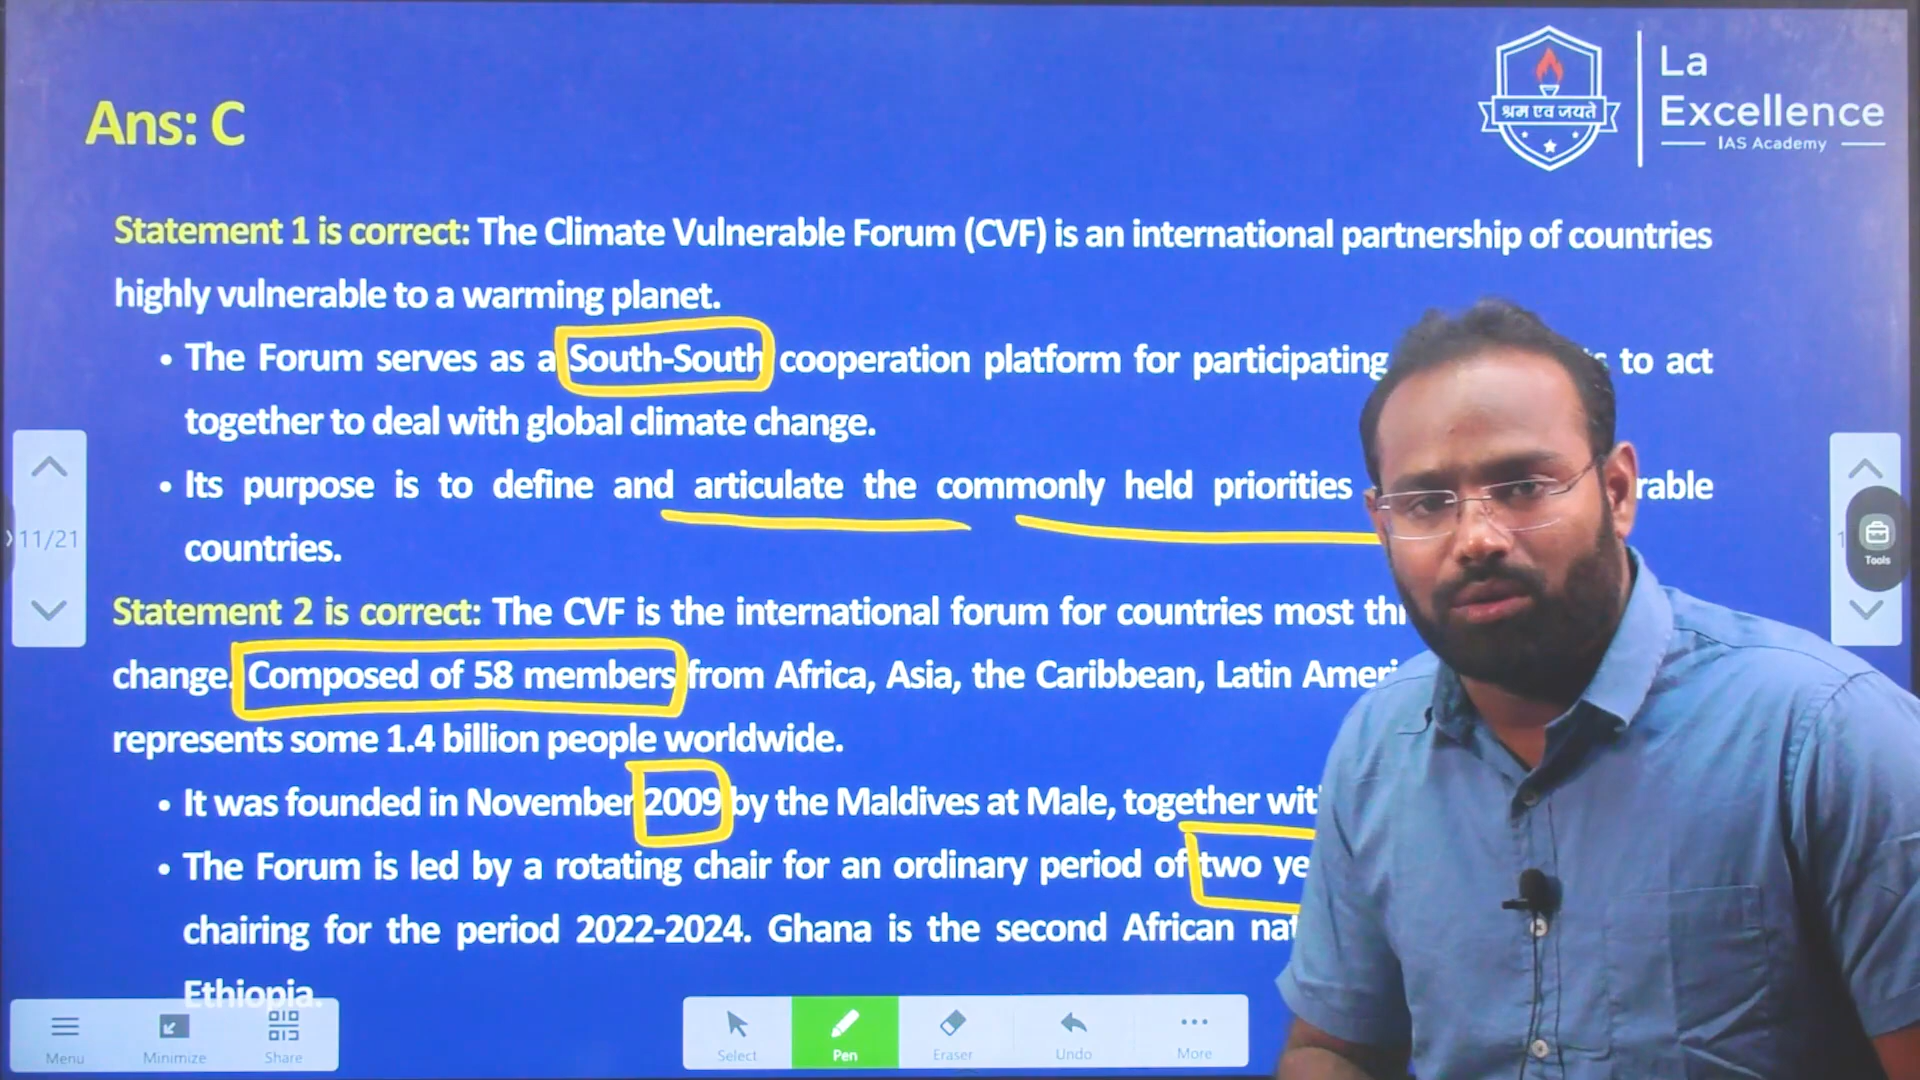 La
Excellence
IAS Academy
श्रम एव जयते
Ans: C
Statement 1 is correct: The Climate Vulnerable Forum (CVF) is an international partnership of countries
highly vulnerable to a warming planet.
• The Forum serves as a South-South cooperation platform for participating to act
together to deal with global climate change.
• Its purpose is to define and articulate the commonly held priorities
countries.
Statement 2 is correct: The CVF is the international forum for countries most
change. Composed of 58 members from Africa, Asia, the Caribbean, Latin
represents some 1.4 billion people worldwide.
• It was founded in November 2009 by the Maldives at Male, together
• The Forum is led by a rotating chair for an ordinary period of two
chairing for the period 2022-2024. Ghana is the second African
Ethiopia.
11/21
Tools
Menu
Minimize
Share
Select
Pen
Eraser
Undo
More